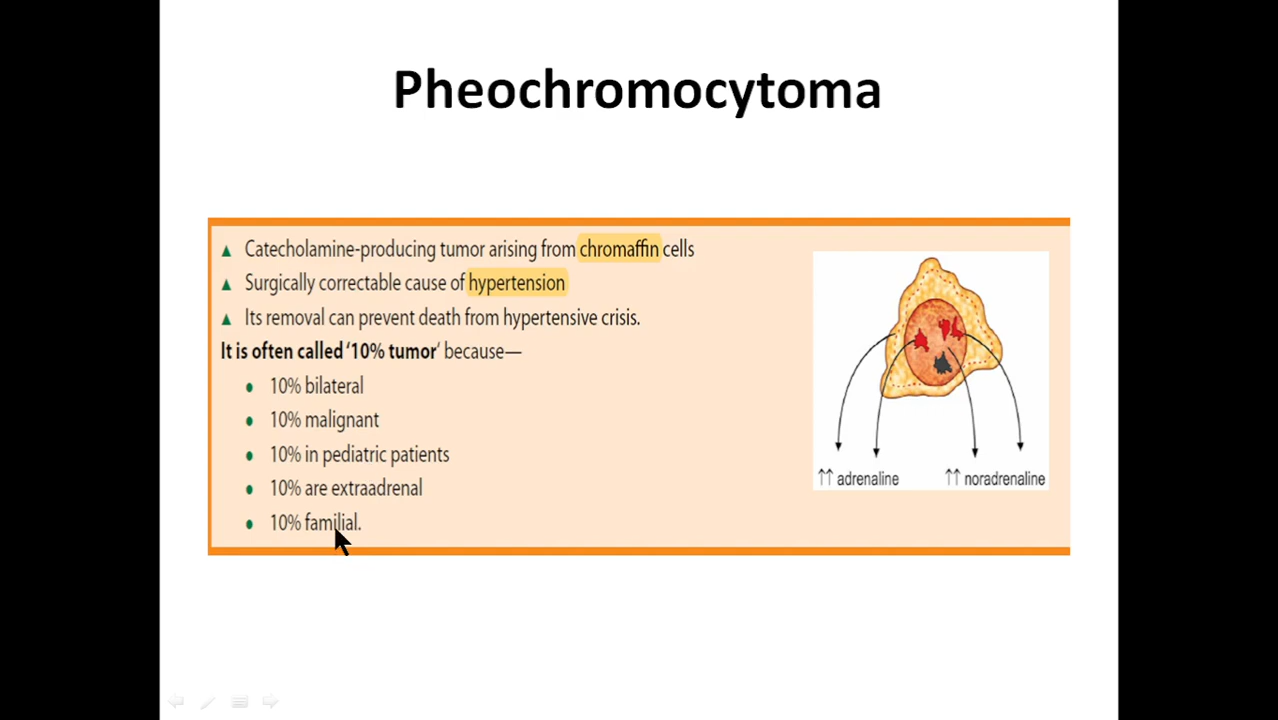 Pheochromocytoma
▲ Catecholamine-producing tumor arising from chromaffin cells
▲ Surgically correctable cause of hypertension
▲ Its removal can prevent death from hypertensive crisis.
It is often called '10% tumor' because—
• 10% bilateral
• 10% malignant
• 10% in pediatric patients
• 10% are extraadrenal
• 10% familial.
↑↑ adrenaline ↑↑ noradrenaline